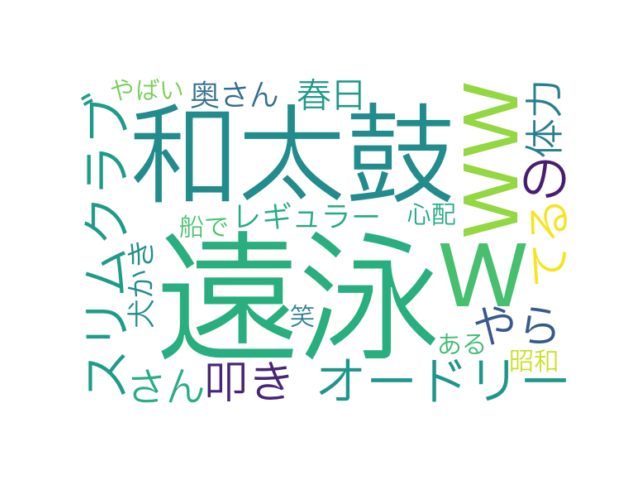 やばい
奥さん
春日
和太鼓
スリムクラブ
www
体力
の
てる
船で
レギュラー
心配
犬かき
遠泳
w
笑
やら
ある
昭和
さん
叩き
オードリー